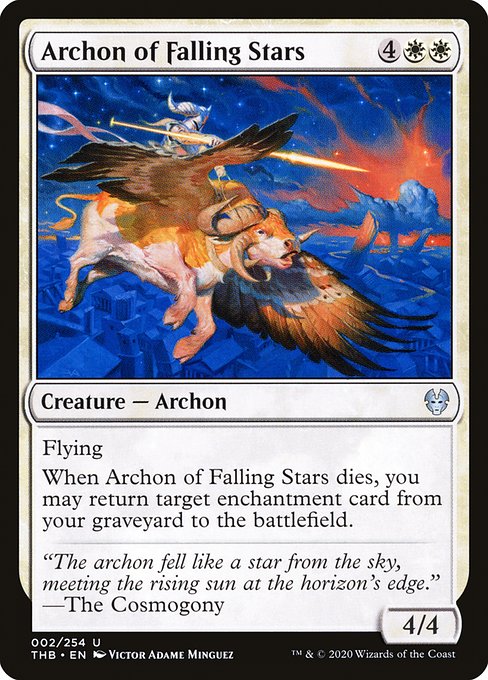 Archon of Falling Stars 4
Creature — Archon
Flying
When Archon of Falling Stars dies, you
may return target enchantment card from
your graveyard to the battlefield.
“The archon fell like a star from the sky,
meeting the rising sun at the horizon’s edge.”
—The Cosmogony
4/4
002/254 U
THB • EN Victor Adame Minguez
™ & © 2020 Wizards of the Coast